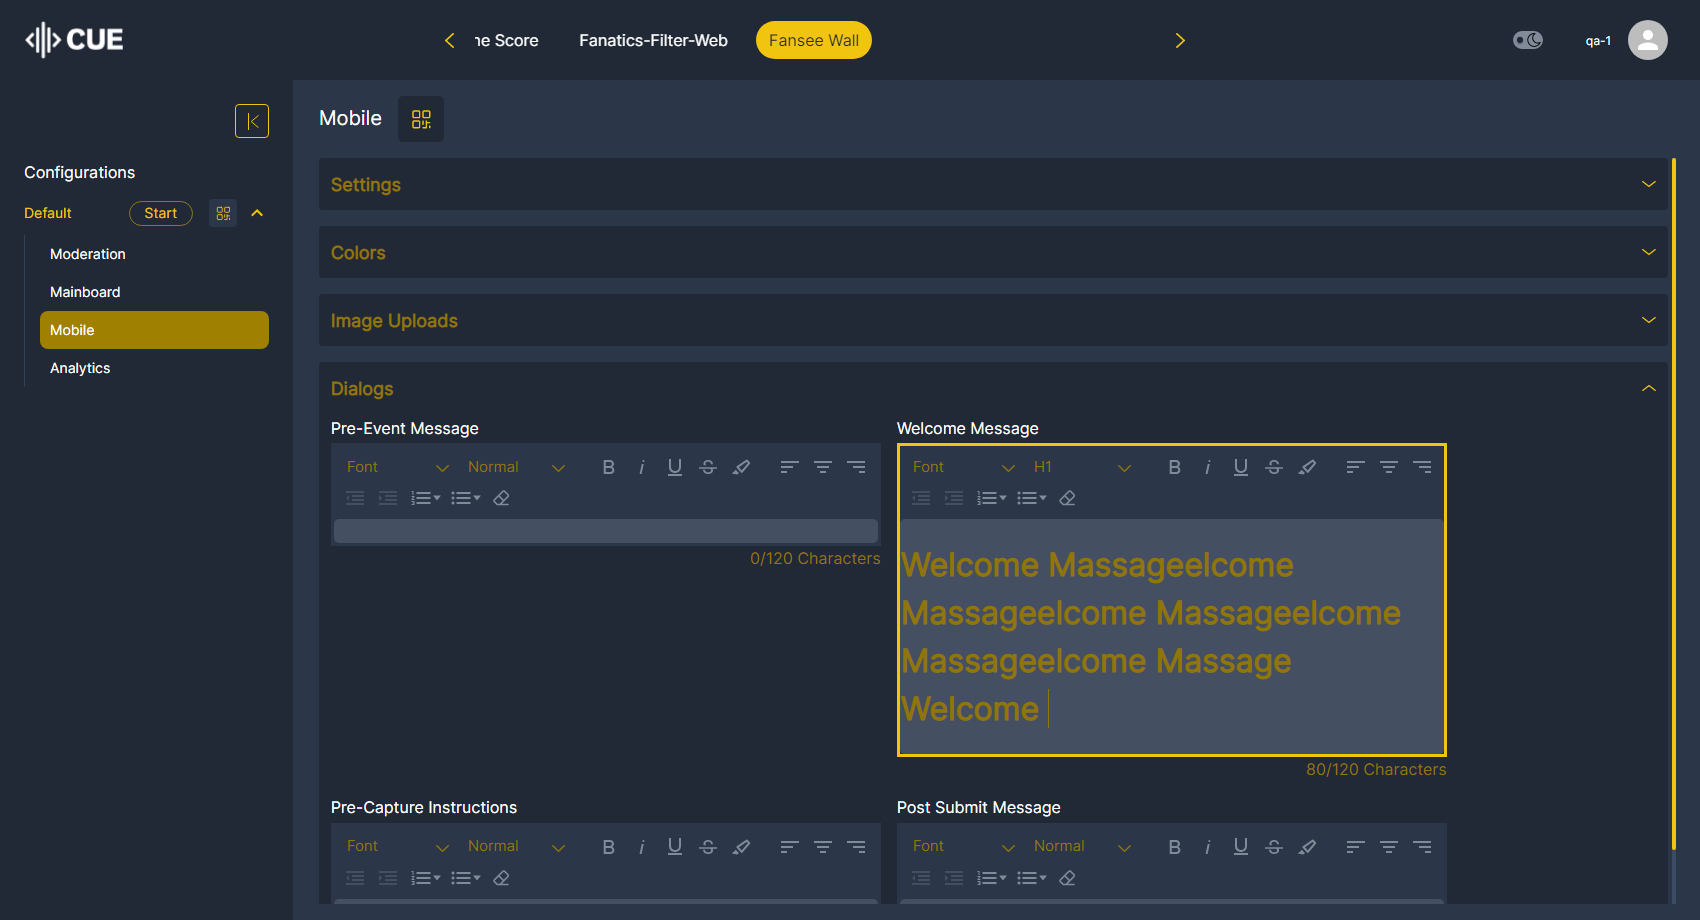 CUE
ne Score
Fanatics-Filter-Web
Fansee Wall
qa-1
Mobile
Configurations
Default
Start
Moderation
Mainboard
Mobile
Analytics
Settings
Colors
Image Uploads
Dialogs
Pre-Event Message
Font
Normal
0/120 Characters
Welcome Message
Font
H1
Welcome Massageelcome
Massageelcome Massageelcome
Massageelcome Massage
Welcome
80/120 Characters
Pre-Capture Instructions
Font
Normal
Post Submit Message
Font
Normal